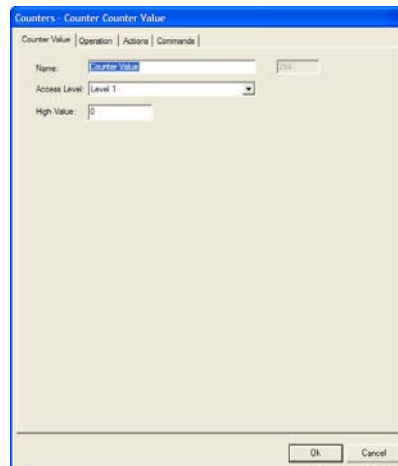 Counters - Counter Counter Value
Counter Value Operation Actions Commands
Name: Counter Value 254
Access Level: Level 1
High Value: 0
Ok Cancel